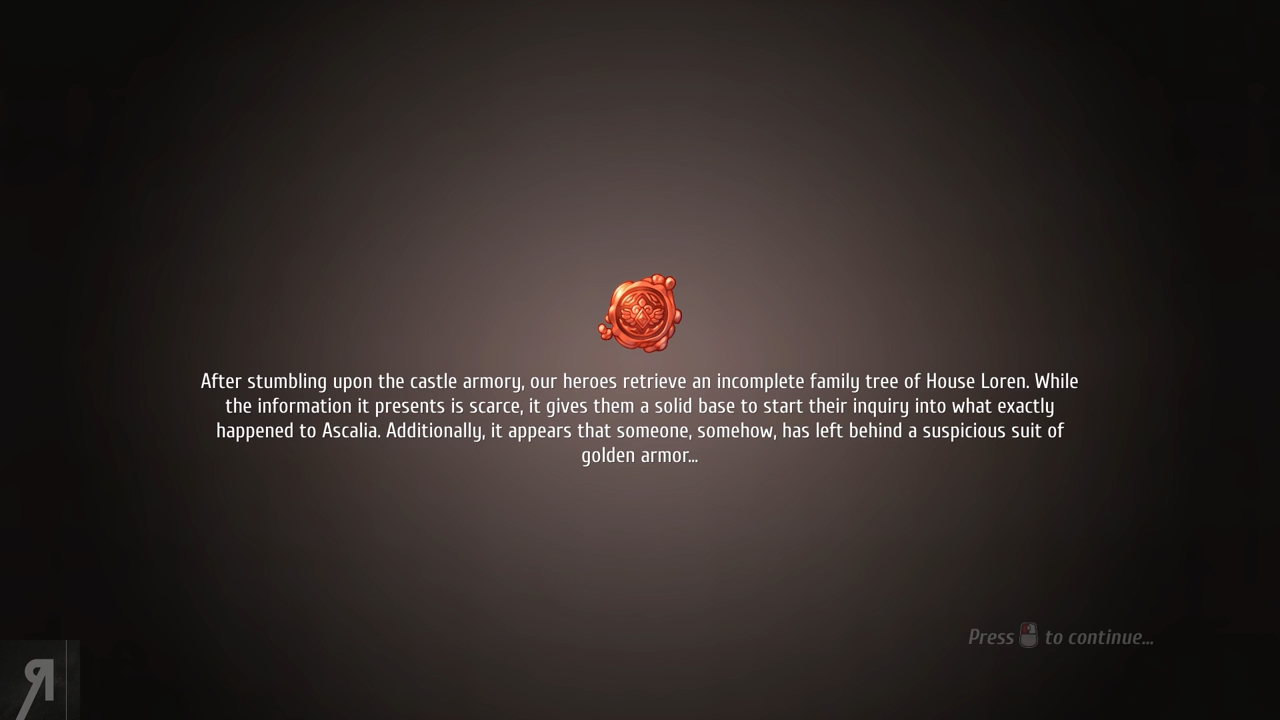 After stumbling upon the castle armory, our heroes retrieve an incomplete family tree of House Loren. While
the information it presents is scarce, it gives them a solid base to start their inquiry into what exactly
happened to Ascalia. Additionally, it appears that someone, somehow, has left behind a suspicious suit of
golden armor...
Press to continue...